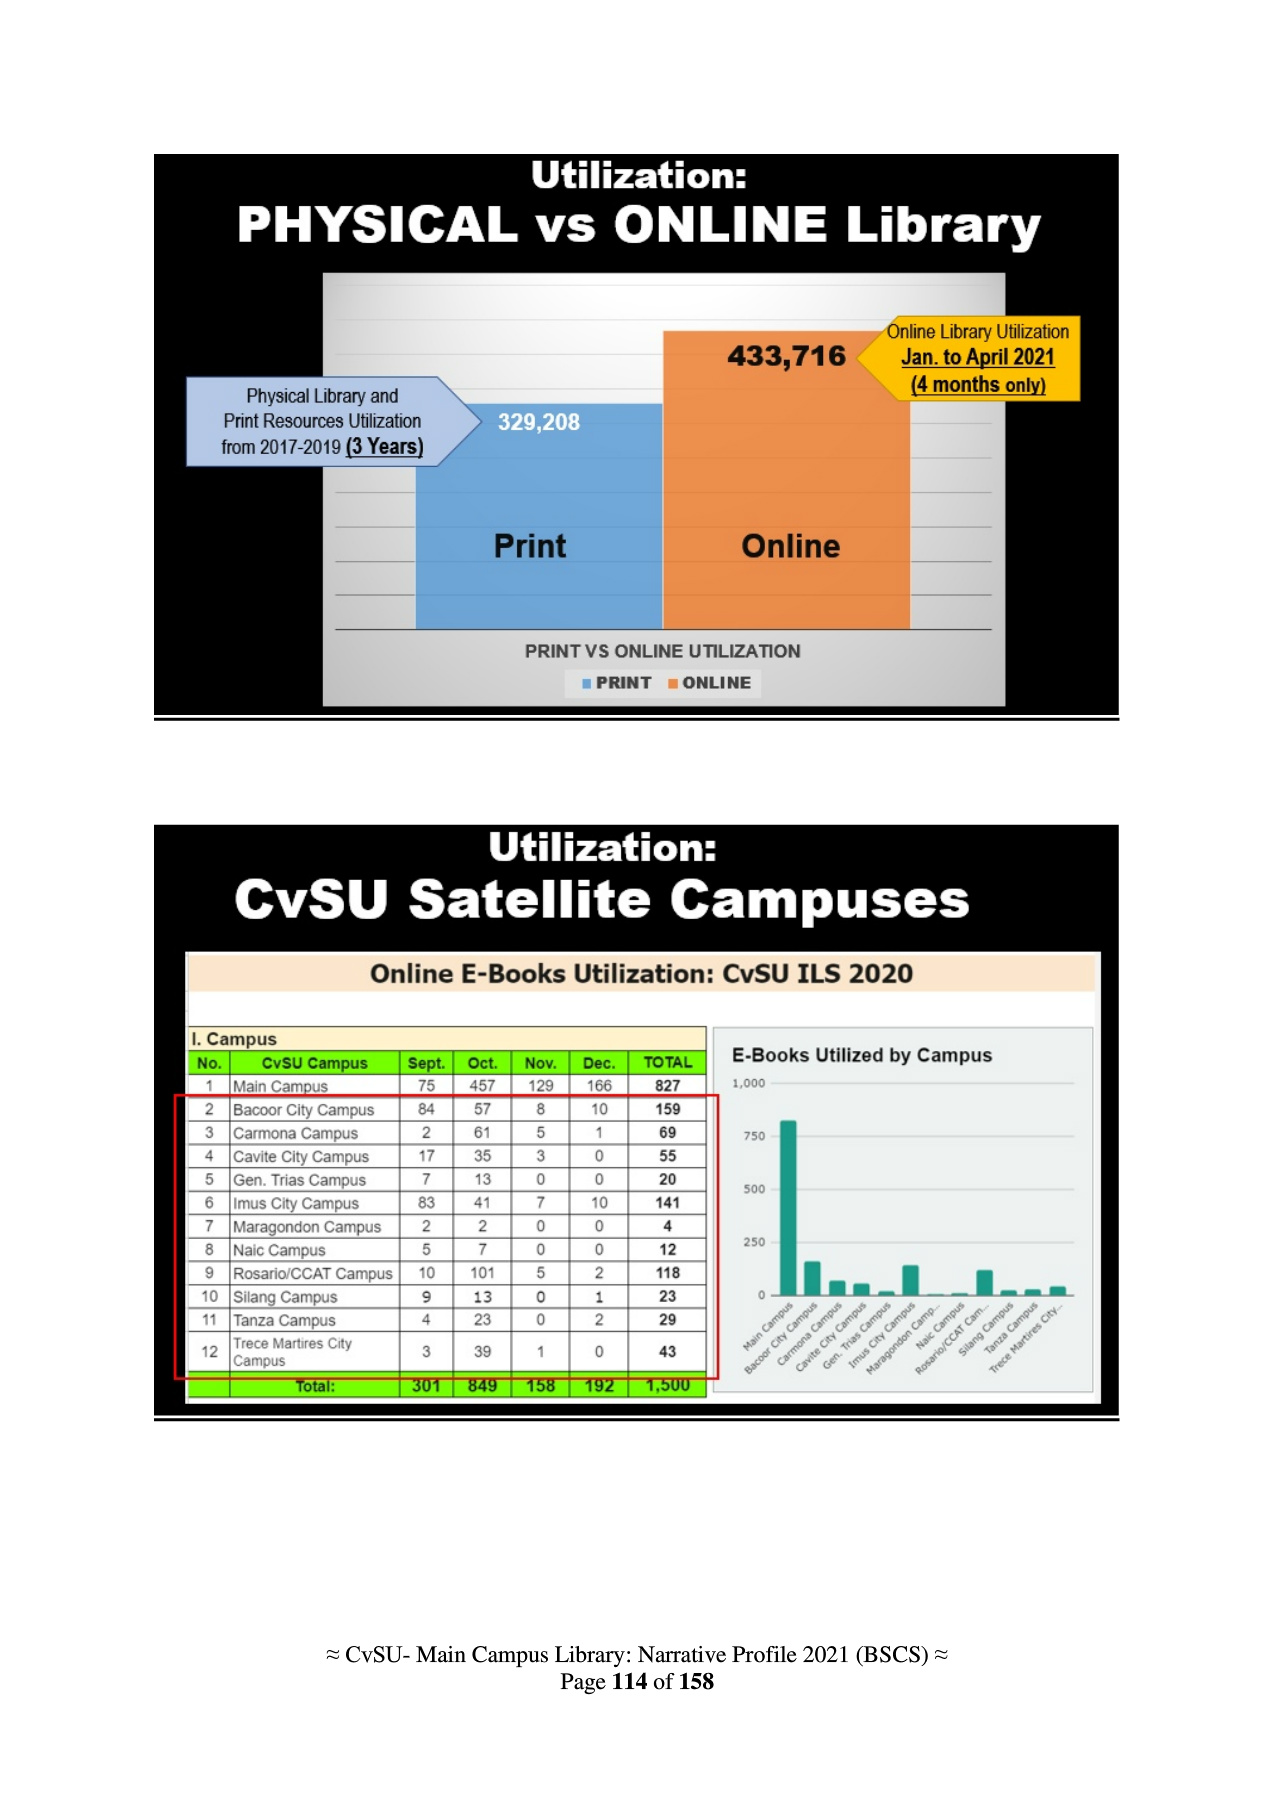 Utilization:
PHYSICAL vs ONLINE Library
Online Library Utilization
Jan. to April 2021
(4 months only)
433,716
Physical Library and
Print Resources Utilization
from 2017-2019 (3 Years)
329,208
Print
Online
PRINT VS ONLINE UTILIZATION
PRINT ONLINE
Utilization:
CvSU Satellite Campuses
Online E-Books Utilization: CvSU ILS 2020
I. Campus
No. CvSU Campus Sept. Oct. Nov. Dec. TOTAL
1 Main Campus 75 457 129 166 827
2 Bacoor City Campus 84 57 8 10 159
3 Carmona Campus 2 61 5 1 69
4 Cavite City Campus 17 35 3 0 55
5 Gen. Trias Campus 7 13 0 0 20
6 Imus City Campus 83 41 7 10 141
7 Maragondon Campus 2 2 0 0 4
8 Naic Campus 5 7 0 0 12
9 Rosario/CCAT Campus 10 101 5 2 118
10 Silang Campus 9 13 0 1 23
11 Tanza Campus 4 23 0 2 29
12 Trece Martires City
Campus 3 39 1 0 43
Total: 301 849 158 192 1,500
E-Books Utilized by Campus
1,000
750
500
250
0
Main Campus
Bacoor City Campus
Carmona Campus
Cavite City Campus
Gen. Trias Campus
Imus City Campus
Maragondon Camp...
Naic Campus
Rosario/CCAT Cam...
Silang Campus
Tanza Campus
Trece Martires City...
≈ CvSU- Main Campus Library: Narrative Profile 2021 (BSCS) ≈
Page 114 of 158